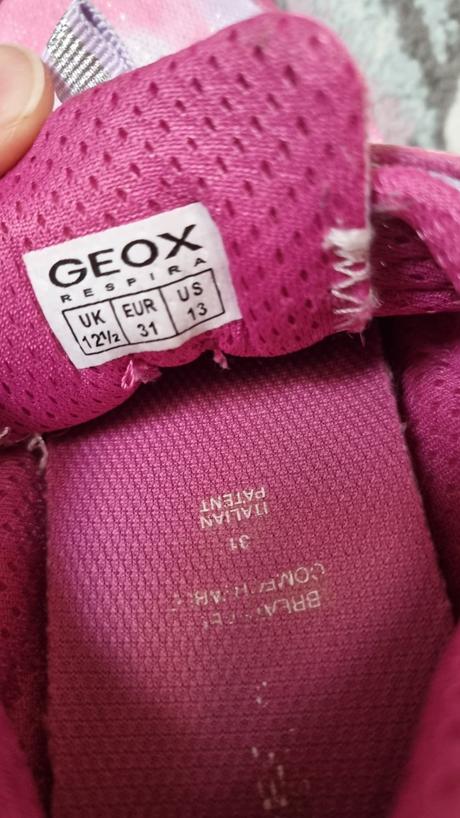 GEOX
RESPIRA
UK EUR US
12½ 31 13
ITALIAN
PATENT
31